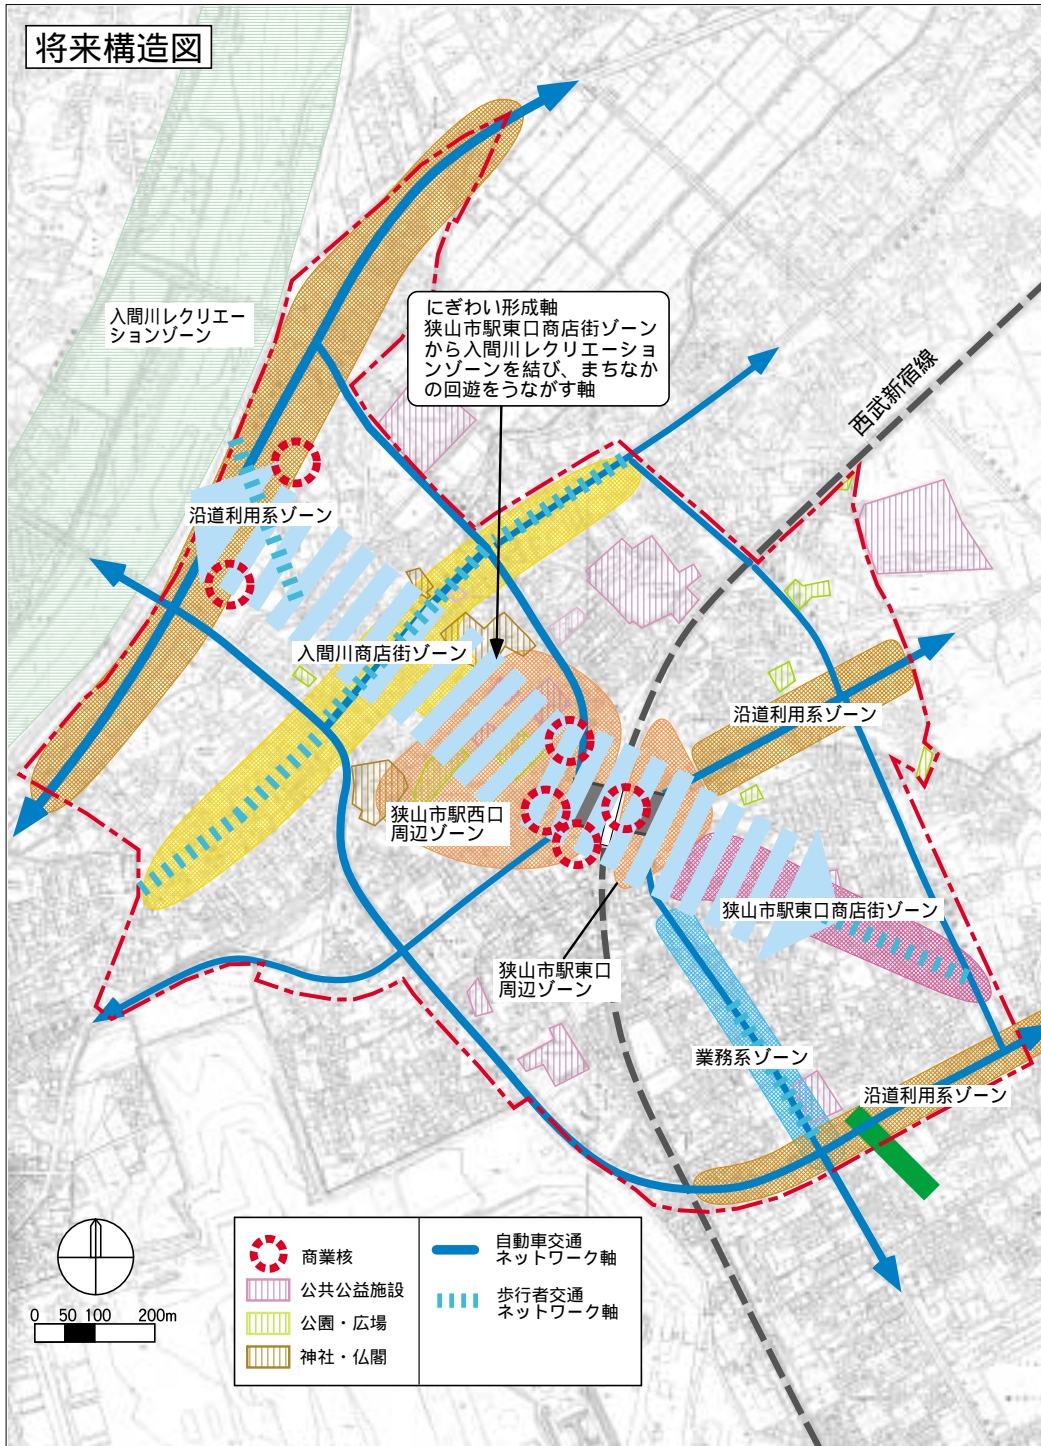 将来構造図
入間川レクリエー
ションゾーン
にぎわい形成軸
狭山市駅東口商店街ゾーン
から入間川レクリエーショ
ンゾーンを結び、まちなか
の回遊をうながす軸
西武新宿線
沿道利用系ゾーン
入間川商店街ゾーン
沿道利用系ゾーン
狭山市駅西口
周辺ゾーン
狭山市駅東口商店街ゾーン
狭山市駅東口
周辺ゾーン
業務系ゾーン
沿道利用系ゾーン
0 50 100 200m
商業核
公共公益施設
公園・広場
神社・仏閣
自動車交通
ネットワーク軸
歩行者交通
ネットワーク軸